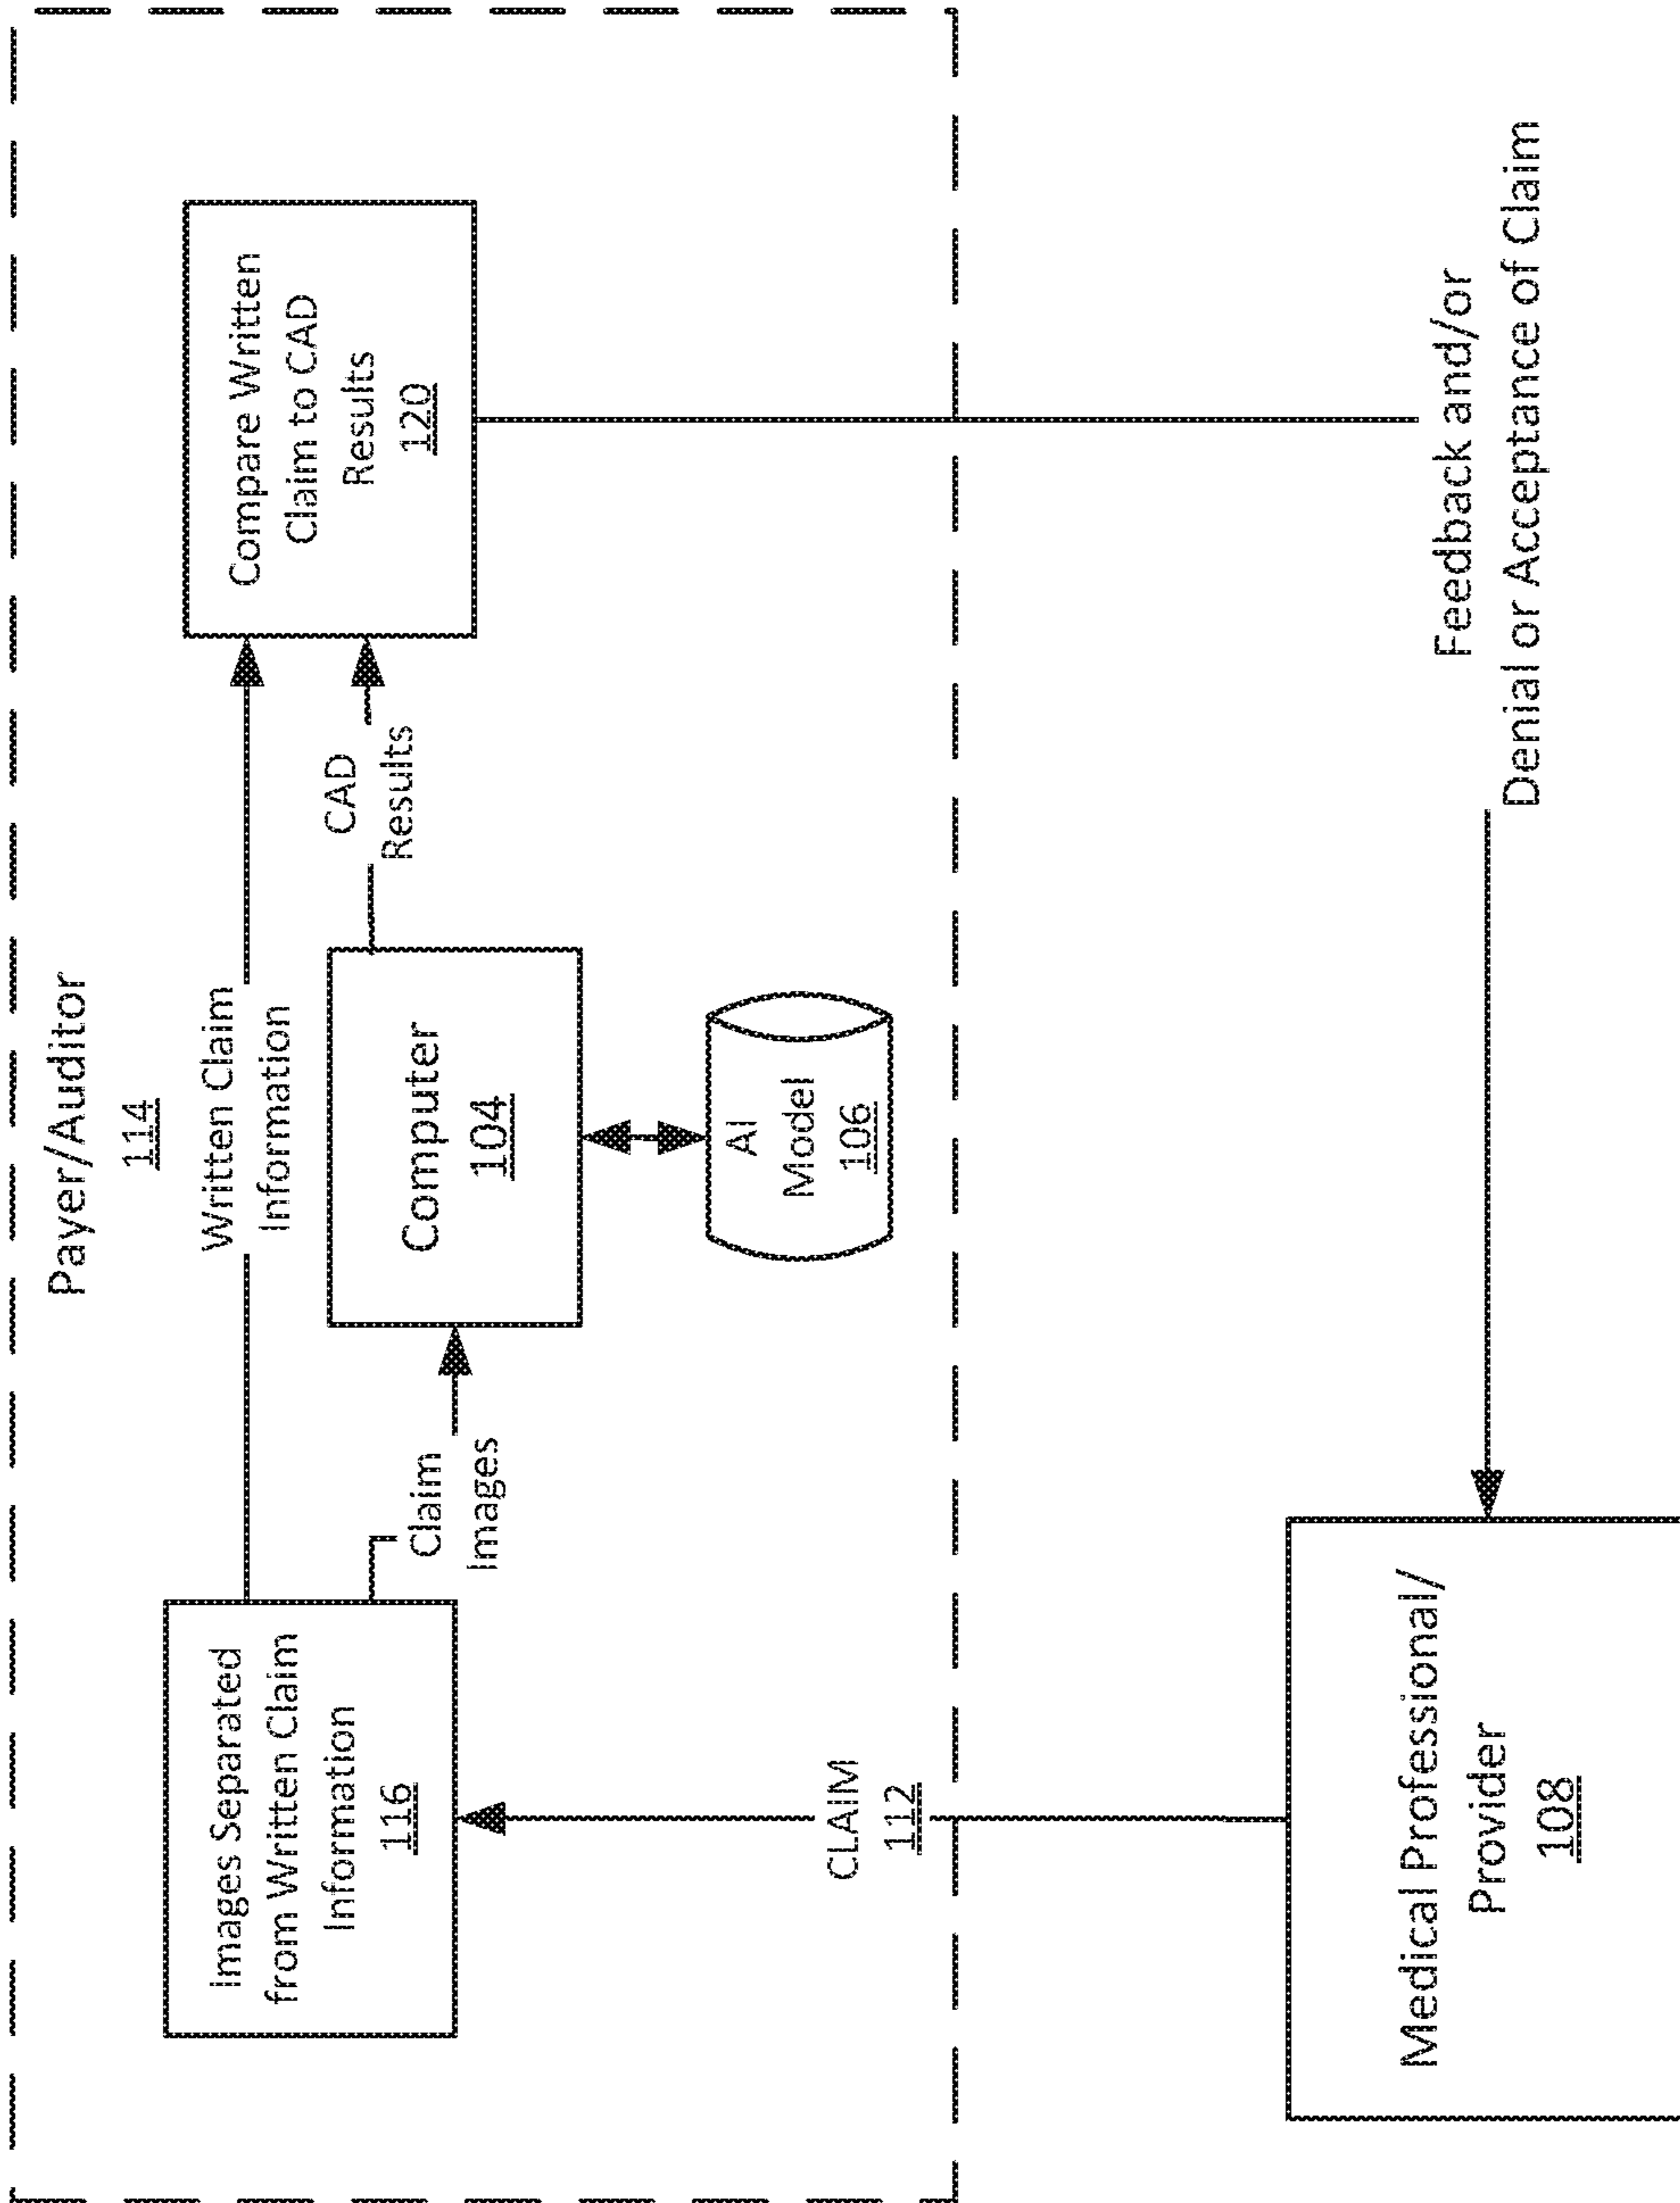 Payer/Auditor
114
Written Claim
Information
Images Separated
from Written Claim
Information
116
Claim
Images
Computer
104
AI
Model
106
CAD
Results
Compare Written
Claim to CAD
Results
120
CLAIM
112
Medical Professional/
Provider
108
Feedback and/or
Denial or Acceptance of Claim